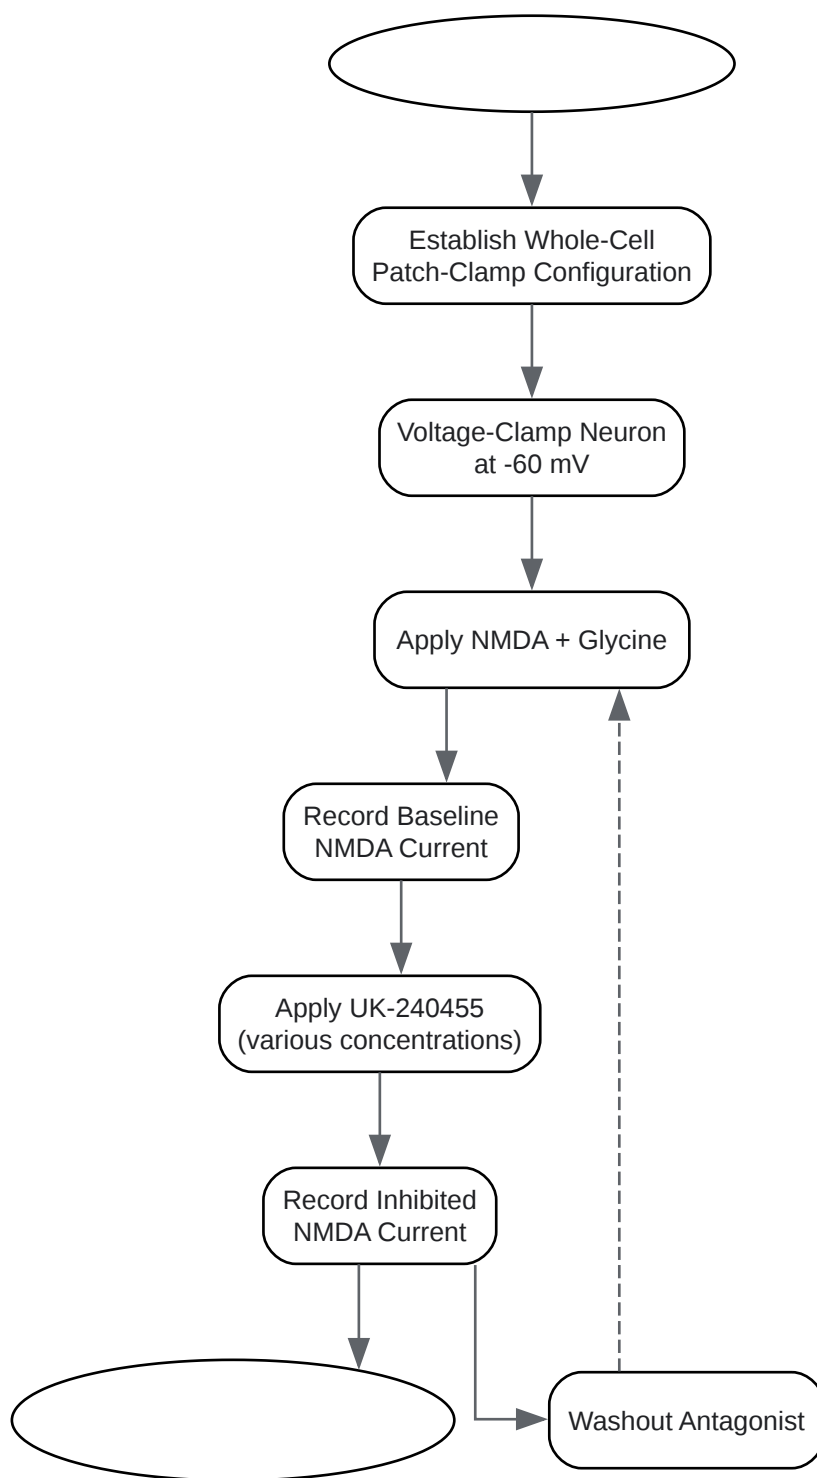 Establish Whole-Cell
Patch-Clamp Configuration
Voltage-Clamp Neuron
at -60 mV
Apply NMDA + Glycine
Record Baseline
NMDA Current
Apply UK-240455
(various concentrations)
Record Inhibited
NMDA Current
Washout Antagonist